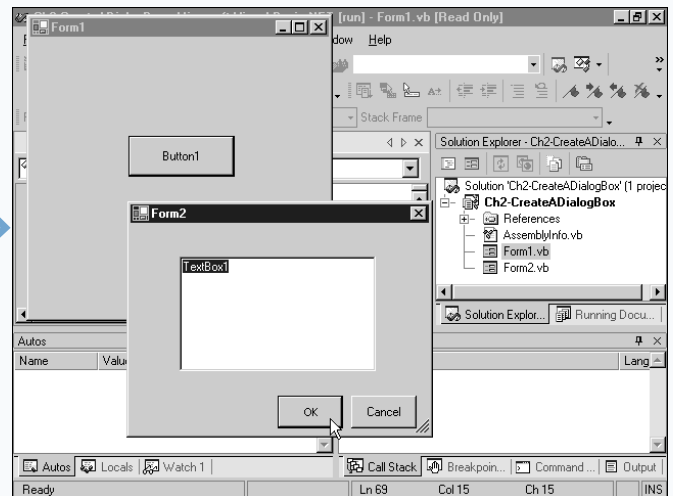 [run] - Form1.vb [Read Only]
Form1
dow Help
Stack Frame
Button1
Solution Explorer - Ch2-CreateADialo...
Solution 'Ch2-CreateADialogBox' (1 projec
Ch2-CreateADialogBox
References
AssemblyInfo.vb
Form1.vb
Form2.vb
Solution Explor... Running Docu...
Form2
TextBox1
OK Cancel
Autos
Name Valu Lang
Autos Locals Watch 1
Call Stack Breakpoin... Command ... Output
Ready Ln 69 Col 15 Ch 15 INS